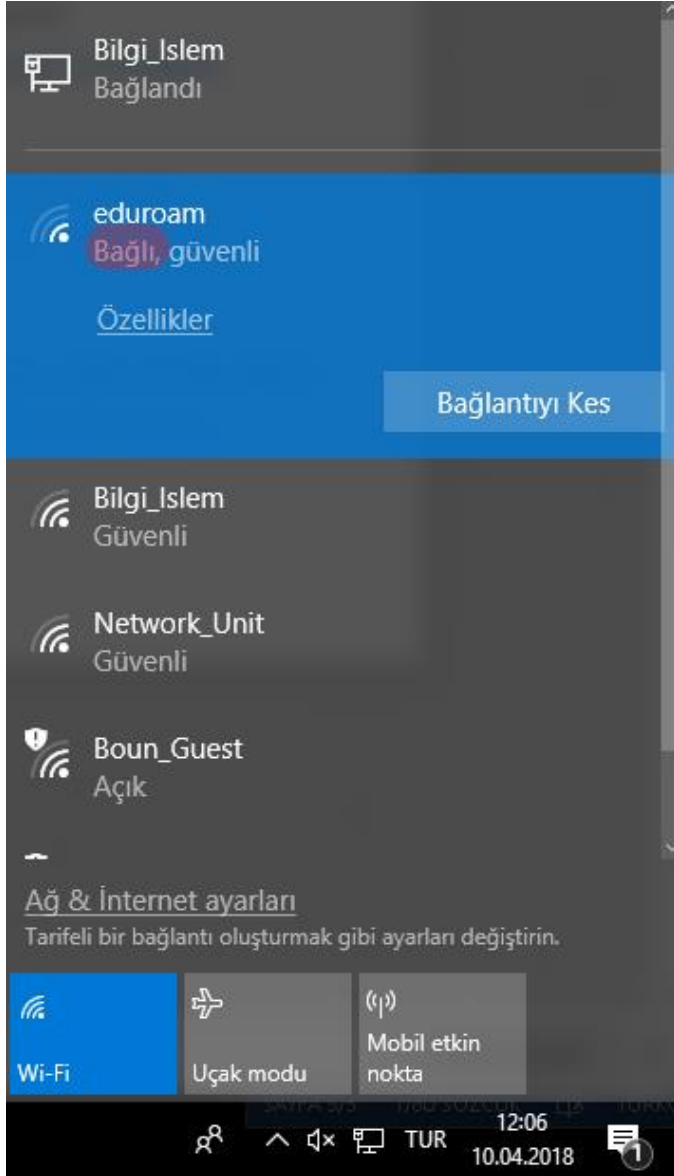 Bilgi_Islem
Bağlandı
eduroam
Bağlı, güvenli
Özellikler
Bağlantıyı Kes
Bilgi_Islem
Güvenli
Network_Unit
Güvenli
Boun_Guest
Açık
Ağ & İnternet ayarları
Tarifeli bir bağlantı oluşturmak gibi ayarları değiştirin.
Wi-Fi
Uçak modu
Mobil etkin
nokta
TUR
12:06
10.04.2018
1